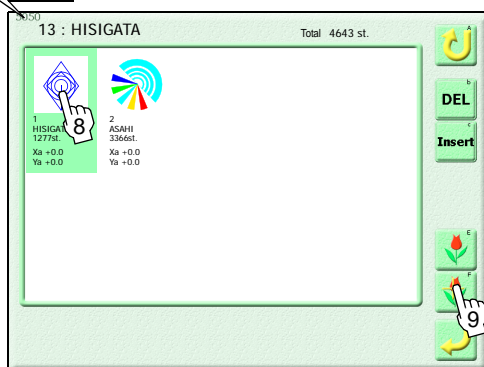 5050
13 : HISIGATA
Total 4643 st.
A
b
DEL
c
Insert
8
1
HISIGAT
1277st.
Xa +0.0
Ya +0.0
2
ASAHI
3366st.
Xa +0.0
Ya +0.0
E
F
9